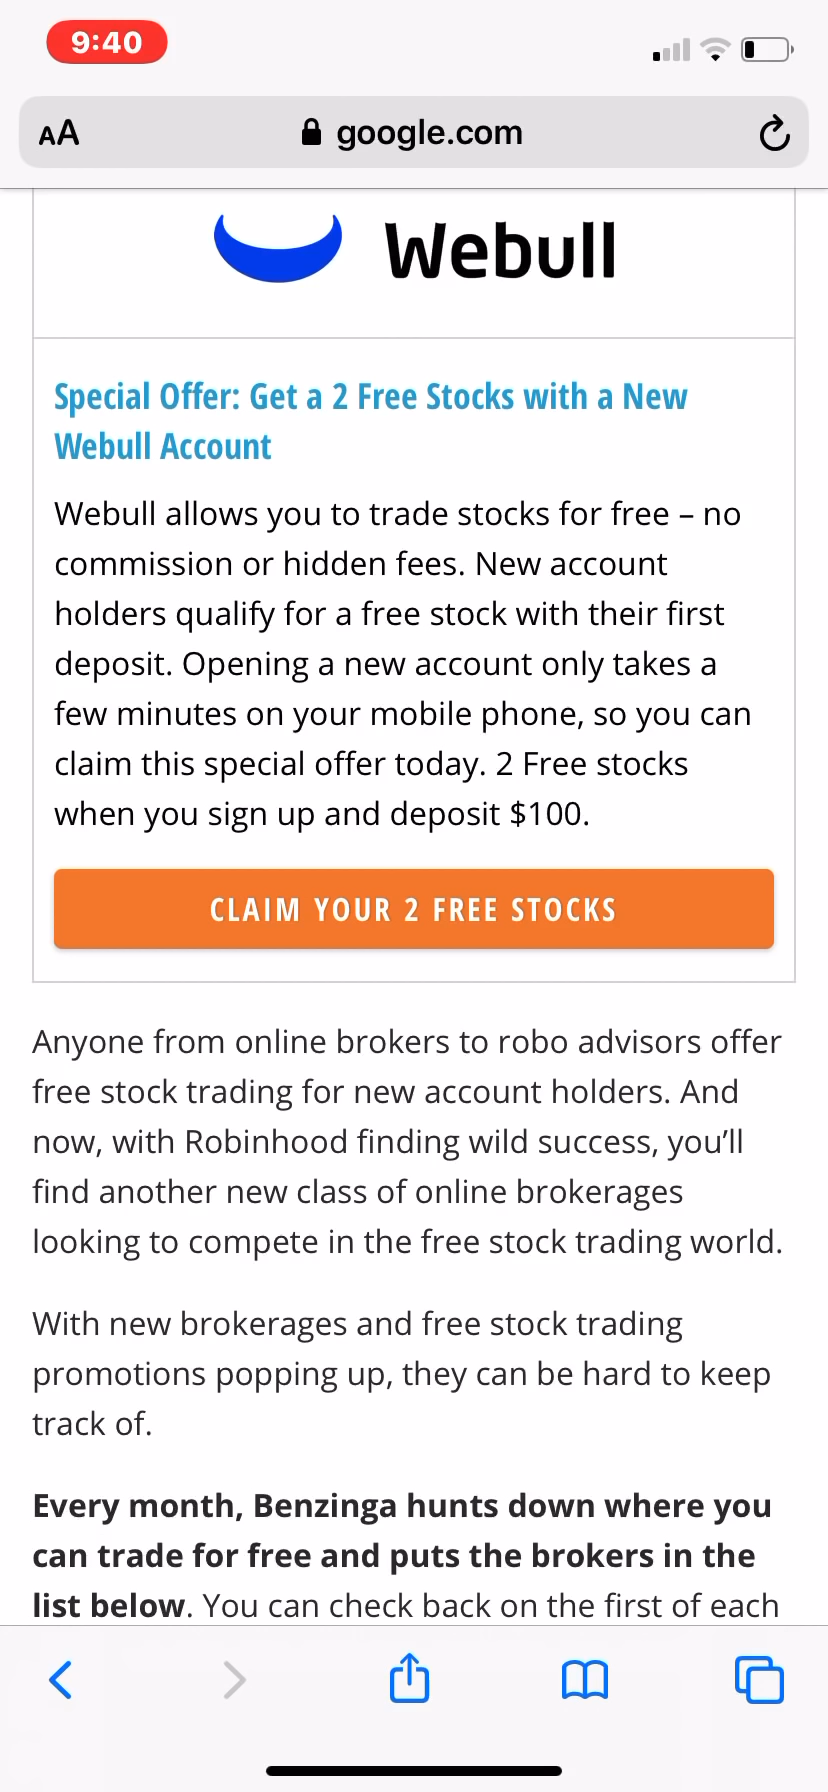 9:40
AA
google.com
Webull
Special Offer: Get a 2 Free Stocks with a New
Webull Account
Webull allows you to trade stocks for free – no
commission or hidden fees. New account
holders qualify for a free stock with their first
deposit. Opening a new account only takes a
few minutes on your mobile phone, so you can
claim this special offer today. 2 Free stocks
when you sign up and deposit $100.
CLAIM YOUR 2 FREE STOCKS
Anyone from online brokers to robo advisors offer
free stock trading for new account holders. And
now, with Robinhood finding wild success, you’ll
find another new class of online brokerages
looking to compete in the free stock trading world.
With new brokerages and free stock trading
promotions popping up, they can be hard to keep
track of.
Every month, Benzinga hunts down where you
can trade for free and puts the brokers in the
list below. You can check back on the first of each